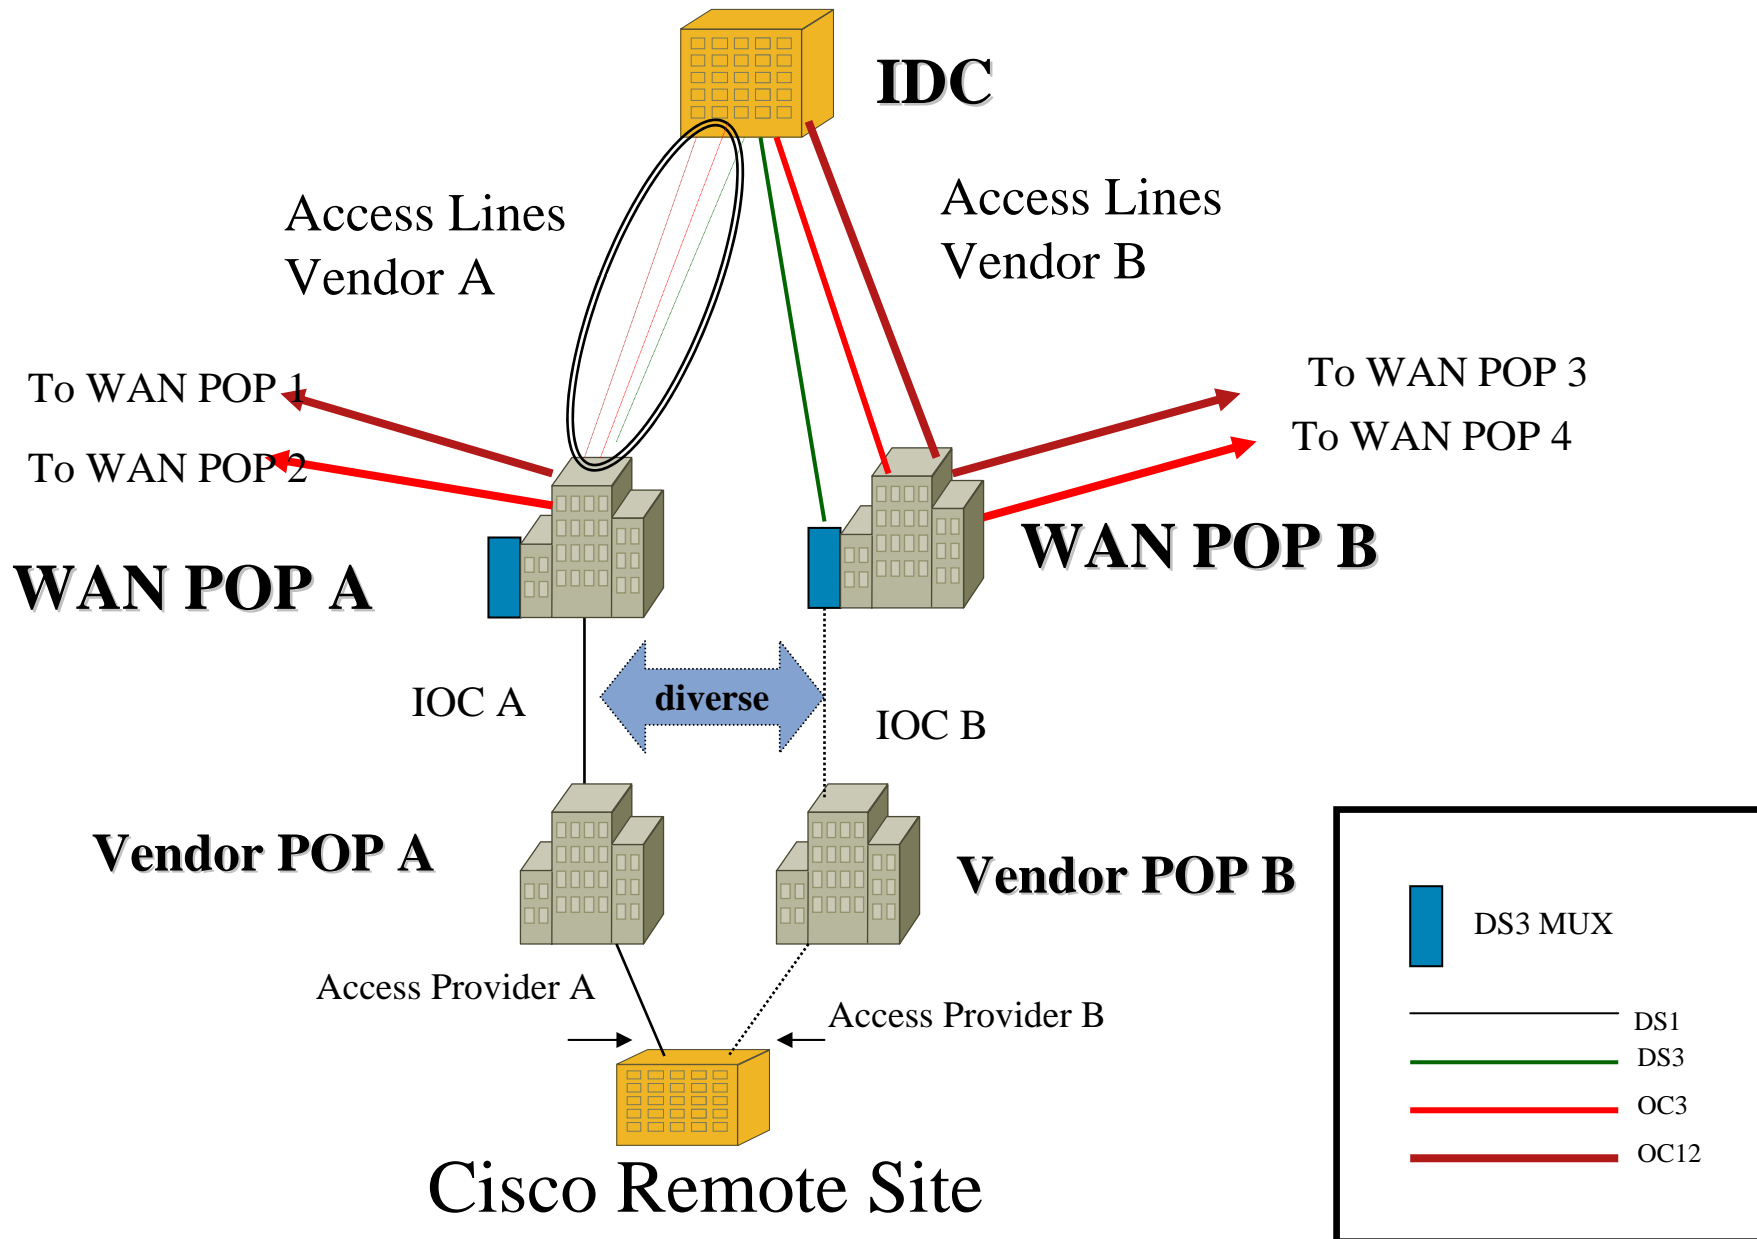 IDC
Access Lines
Vendor A
Access Lines
Vendor B
To WAN POP 1
To WAN POP 2
To WAN POP 3
To WAN POP 4
WAN POP A
WAN POP B
diverse
IOC A
IOC B
Vendor POP A
Vendor POP B
Access Provider A
Access Provider B
Cisco Remote Site
DS3 MUX
DS1
DS3
OC3
OC12